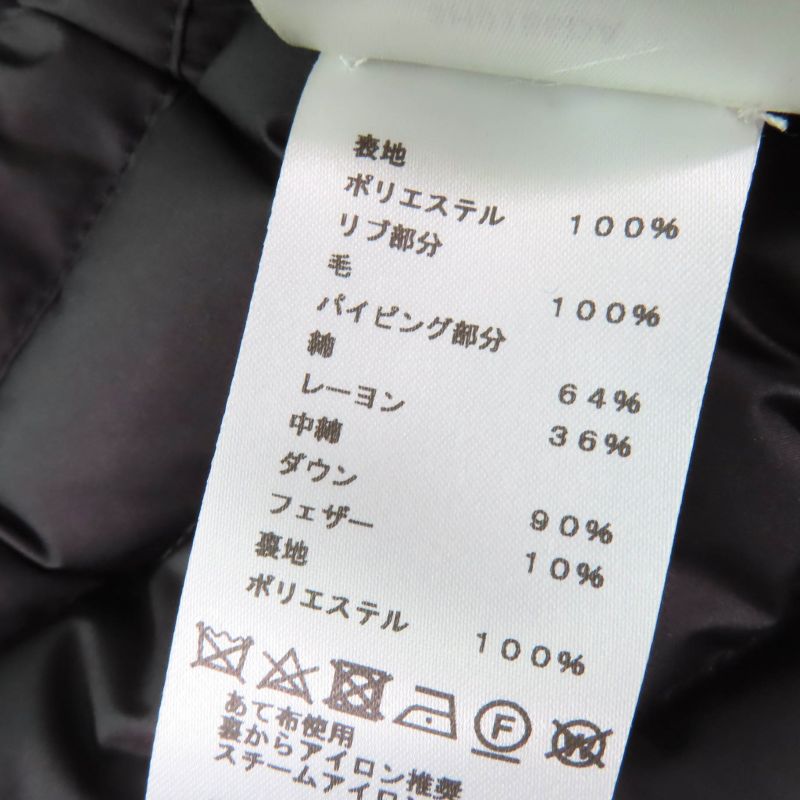 表地
ポリエステル 100%
リブ部分
毛 100%
パイピング部分
綿 64%
レーヨン 36%
中綿
ダウン 90%
フェザー 10%
裏地
ポリエステル 100%
F
W
あて布使用
裏からアイロン推奨
スチームアイロン